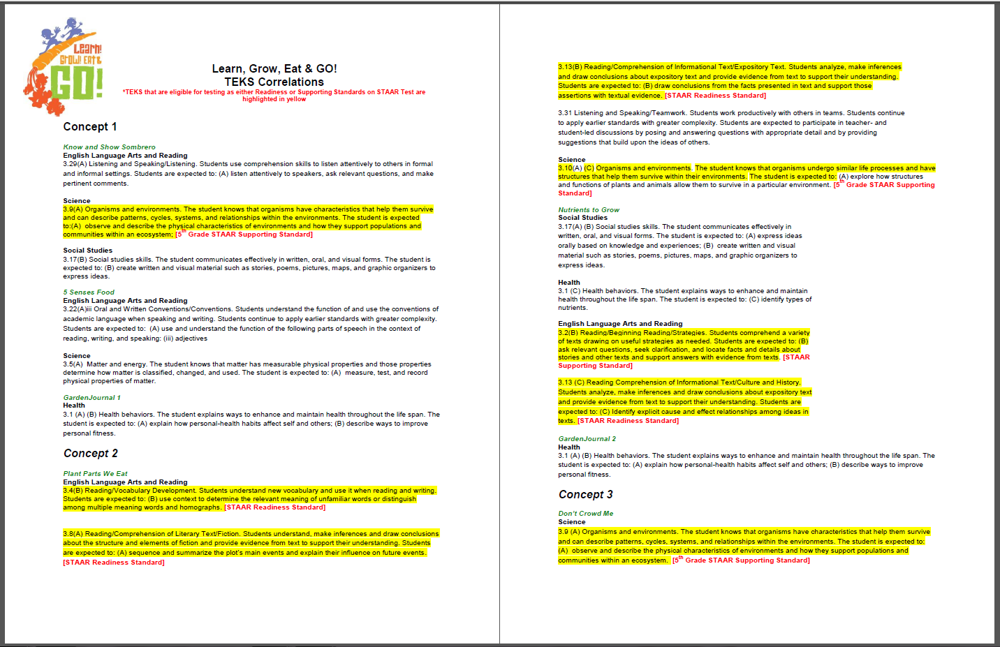 Learn!
Grow! Eat &
GO!
Learn, Grow, Eat & GO!
TEKS Correlations
*TEKS that are eligible for testing as either Readiness or Supporting Standards on STAAR Test are
highlighted in yellow
Concept 1
Know and Show Sombrero
English Language Arts and Reading
3.29(A) Listening and Speaking/Listening. Students use comprehension skills to listen attentively to others in formal
and informal settings. Students are expected to: (A) listen attentively to speakers, ask relevant questions, and make
pertinent comments.
Science
3.9(A) Organisms and environments. The student knows that organisms have characteristics that help them survive
and can describe patterns, cycles, systems, and relationships within the environments. The student is expected
to:(A)  observe and describe the physical characteristics of environments and how they support populations and
communities within an ecosystem; [5th Grade STAAR Supporting Standard]
Social Studies
3.17(B) Social studies skills. The student communicates effectively in written, oral, and visual forms. The student is
expected to: (B) create written and visual material such as stories, poems, pictures, maps, and graphic organizers to
express ideas.
5 Senses Food
English Language Arts and Reading
3.22(A)iii Oral and Written Conventions/Conventions. Students understand the function of and use the conventions of
academic language when speaking and writing. Students continue to apply earlier standards with greater complexity.
Students are expected to:  (A) use and understand the function of the following parts of speech in the context of
reading, writing, and speaking: (iii) adjectives
Science
3.5(A)  Matter and energy. The student knows that matter has measurable physical properties and those properties
determine how matter is classified, changed, and used. The student is expected to: (A)  measure, test, and record
physical properties of matter.
GardenJournal 1
Health
3.1 (A) (B) Health behaviors. The student explains ways to enhance and maintain health throughout the life span. The
student is expected to: (A) explain how personal-health habits affect self and others; (B) describe ways to improve
personal fitness.
Concept 2
Plant Parts We Eat
English Language Arts and Reading
3.4(B) Reading/Vocabulary Development. Students understand new vocabulary and use it when reading and writing.
Students are expected to: (B) use context to determine the relevant meaning of unfamiliar words or distinguish
among multiple meaning words and homographs. [STAAR Readiness Standard]
3.8(A) Reading/Comprehension of Literary Text/Fiction. Students understand, make inferences and draw conclusions
about the structure and elements of fiction and provide evidence from text to support their understanding. Students
are expected to: (A) sequence and summarize the plot's main events and explain their influence on future events.
[STAAR Readiness Standard]
3.13(B) Reading/Comprehension of Informational Text/Expository Text. Students analyze, make inferences
and draw conclusions about expository text and provide evidence from text to support their understanding.
Students are expected to: (B) draw conclusions from the facts presented in text and support those
assertions with textual evidence. [STAAR Readiness Standard]
3.31 Listening and Speaking/Teamwork. Students work productively with others in teams. Students continue
to apply earlier standards with greater complexity. Students are expected to participate in teacher- and
student-led discussions by posing and answering questions with appropriate detail and by providing
suggestions that build upon the ideas of others.
Science
3.10(A) (C) Organisms and environments. The student knows that organisms undergo similar life processes and have
structures that help them survive within their environments. The student is expected to: (A) explore how structures
and functions of plants and animals allow them to survive in a particular environment. [5th Grade STAAR Supporting
Standard]
Nutrients to Grow
Social Studies
3.17(A) (B) Social studies skills. The student communicates effectively in
written, oral, and visual forms. The student is expected to: (A) express ideas
orally based on knowledge and experiences; (B)  create written and visual
material such as stories, poems, pictures, maps, and graphic organizers to
express ideas.
Health
3.1 (C) Health behaviors. The student explains ways to enhance and maintain
health throughout the life span. The student is expected to: (C) identify types of
nutrients.
English Language Arts and Reading
3.2(B) Reading/Beginning Reading/Strategies. Students comprehend a variety
of texts drawing on useful strategies as needed. Students are expected to: (B)
ask relevant questions, seek clarification, and locate facts and details about
stories and other texts and support answers with evidence from texts. [STAAR
Supporting Standard]
3.13 (C) Reading Comprehension of Informational Text/Culture and History.
Students analyze, make inferences and draw conclusions about expository text
and provide evidence from text to support their understanding. Students are
expected to: (C) Identify explicit cause and effect relationships among ideas in
texts. [STAAR Readiness Standard]
GardenJournal 2
Health
3.1 (A) (B) Health behaviors. The student explains ways to enhance and maintain health throughout the life span. The
student is expected to: (A) explain how personal-health habits affect self and others; (B) describe ways to improve
personal fitness.
Concept 3
Don't Crowd Me
Science
3.9 (A) Organisms and environments. The student knows that organisms have characteristics that help them survive
and can describe patterns, cycles, systems, and relationships within the environments. The student is expected to:
(A)  observe and describe the physical characteristics of environments and how they support populations and
communities within an ecosystem.  [5th Grade STAAR Supporting Standard]